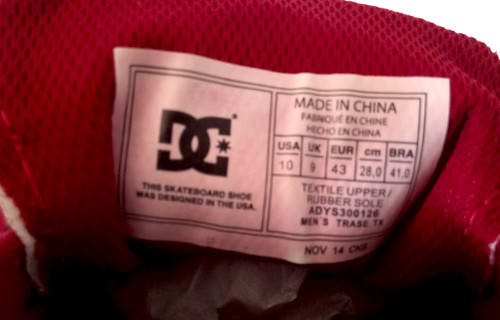 DC
THIS SKATEBOARD SHOE
WAS DESIGNED IN THE USA.
MADE IN CHINA
FABRIQUÉ EN CHINE
HECHO EN CHINA
USA UK EUR cm BRA
10 9 43 28,0 41,0
TEXTILE UPPER/
RUBBER SOLE
ADYS300126
MEN'S TRASE TX
NOV 14 CKS